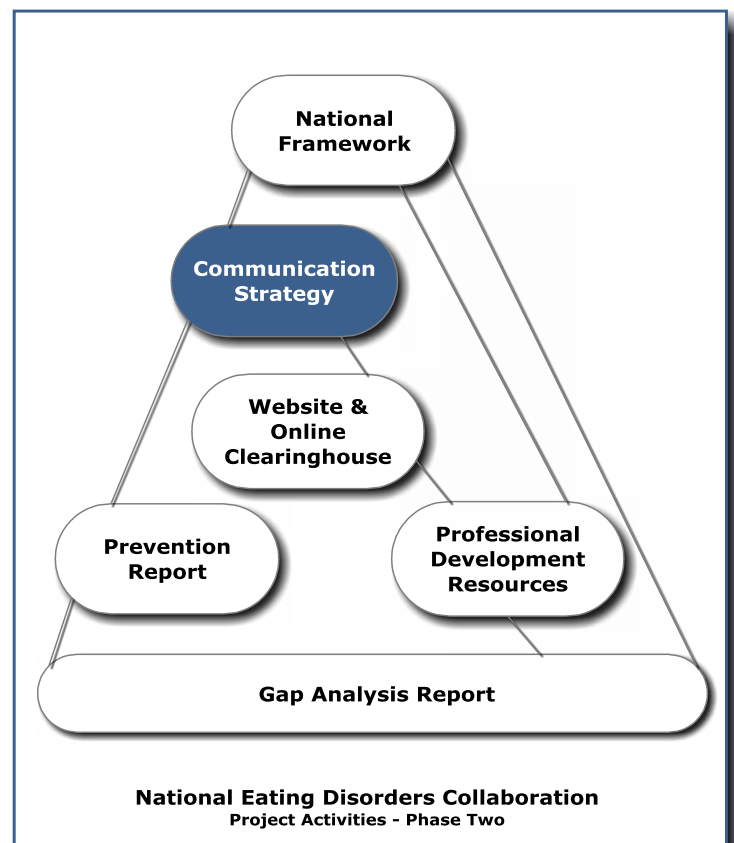 National
Framework
Communication
Strategy
Website &
Online
Clearinghouse
Prevention
Report
Professional
Development
Resources
Gap Analysis Report
National Eating Disorders Collaboration
Project Activities - Phase Two